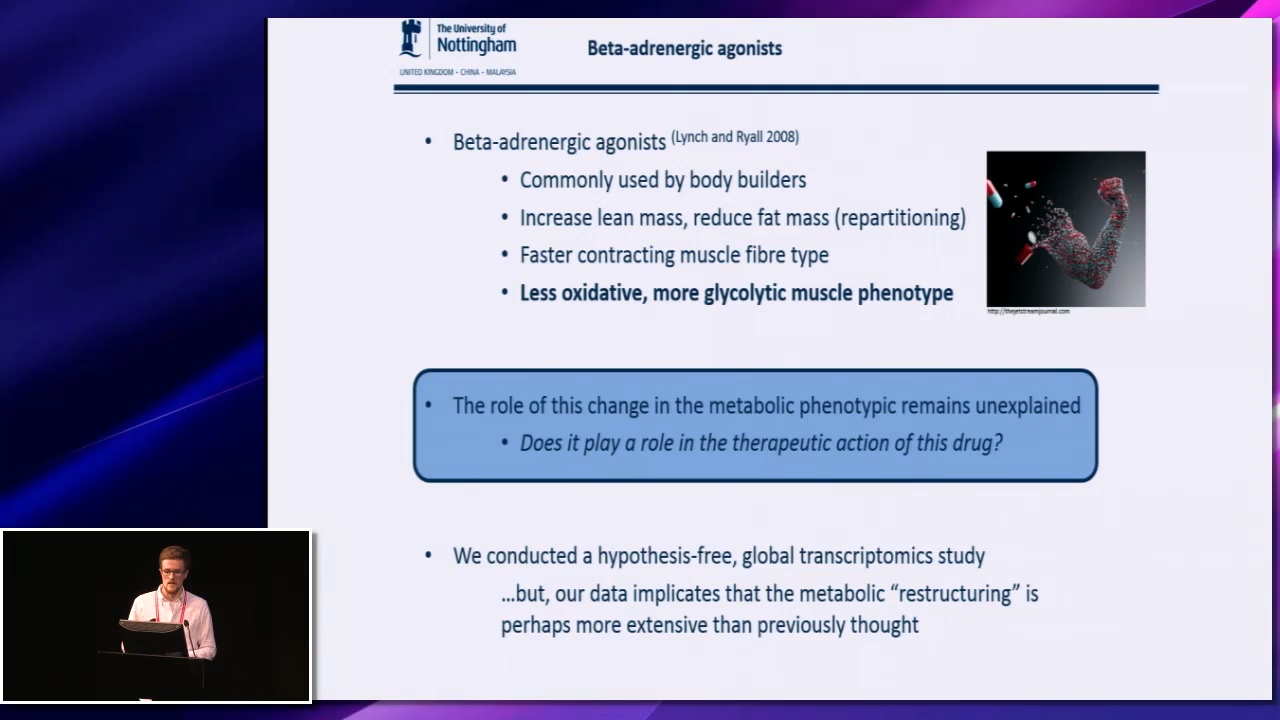 The University of
Nottingham
UNITED KINGDOM · CHINA · MALAYSIA
Beta-adrenergic agonists
• Beta-adrenergic agonists (Lynch and Ryall 2008)
• Commonly used by body builders
• Increase lean mass, reduce fat mass (repartitioning)
• Faster contracting muscle fibre type
• Less oxidative, more glycolytic muscle phenotype
http://thejetstreamjournal.com
• The role of this change in the metabolic phenotypic remains unexplained
• Does it play a role in the therapeutic action of this drug?
• We conducted a hypothesis-free, global transcriptomics study
...but, our data implicates that the metabolic “restructuring” is
perhaps more extensive than previously thought